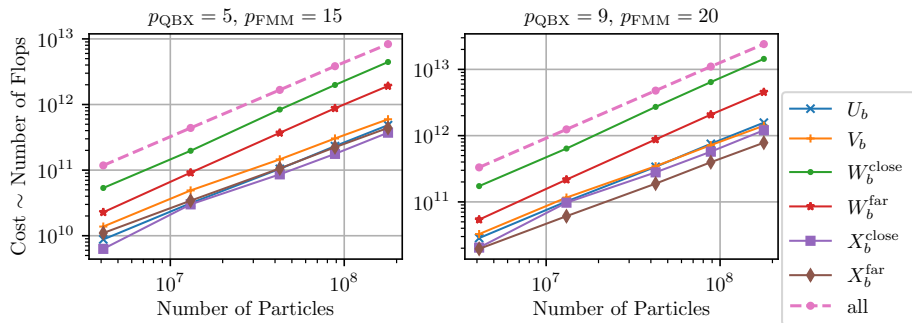 p_QBX = 5, p_FMM = 15
p_QBX = 9, p_FMM = 20
Cost ~ Number of Flops
10^13
10^12
10^11
10^10
10^7
10^8
Number of Particles
10^13
10^12
10^11
10^7
10^8
Number of Particles
U_b
V_b
W_b^close
W_b^far
X_b^close
X_b^far
all